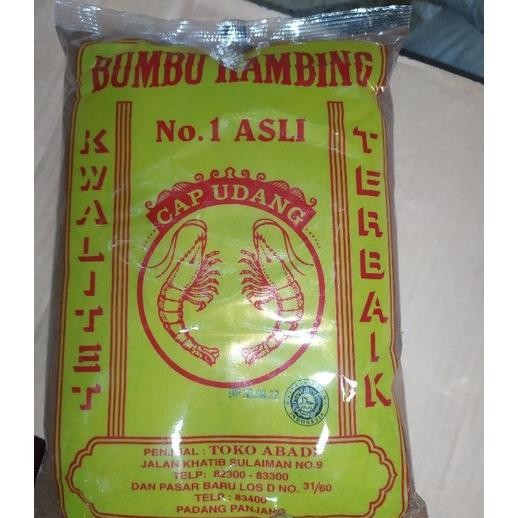 BUMBU KAMBING
No.1 ASLI
KWALITET
TERBAIK
CAP UDANG
PENJUAL : TOKO ABADI
JALAN KHATIB SULAIMAN NO.9
TELP: 82300 - 83300
DAN PASAR BARU LOS D NO. 31/60
TELP : 83400
PADANG PANJANG